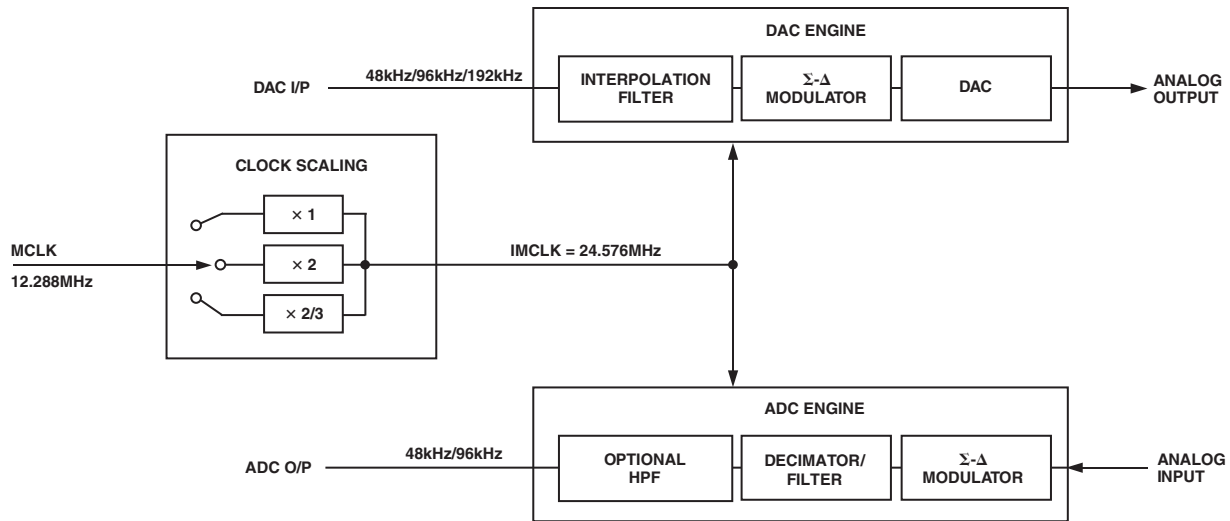 DAC ENGINE
48kHz/96kHz/192kHz
DAC I/P
INTERPOLATION
FILTER
Σ-Δ
MODULATOR
DAC
ANALOG
OUTPUT
CLOCK SCALING
× 1
MCLK
12.288MHz
× 2
× 2/3
IMCLK = 24.576MHz
ADC ENGINE
48kHz/96kHz
ADC O/P
OPTIONAL
HPF
DECIMATOR/
FILTER
Σ-Δ
MODULATOR
ANALOG
INPUT